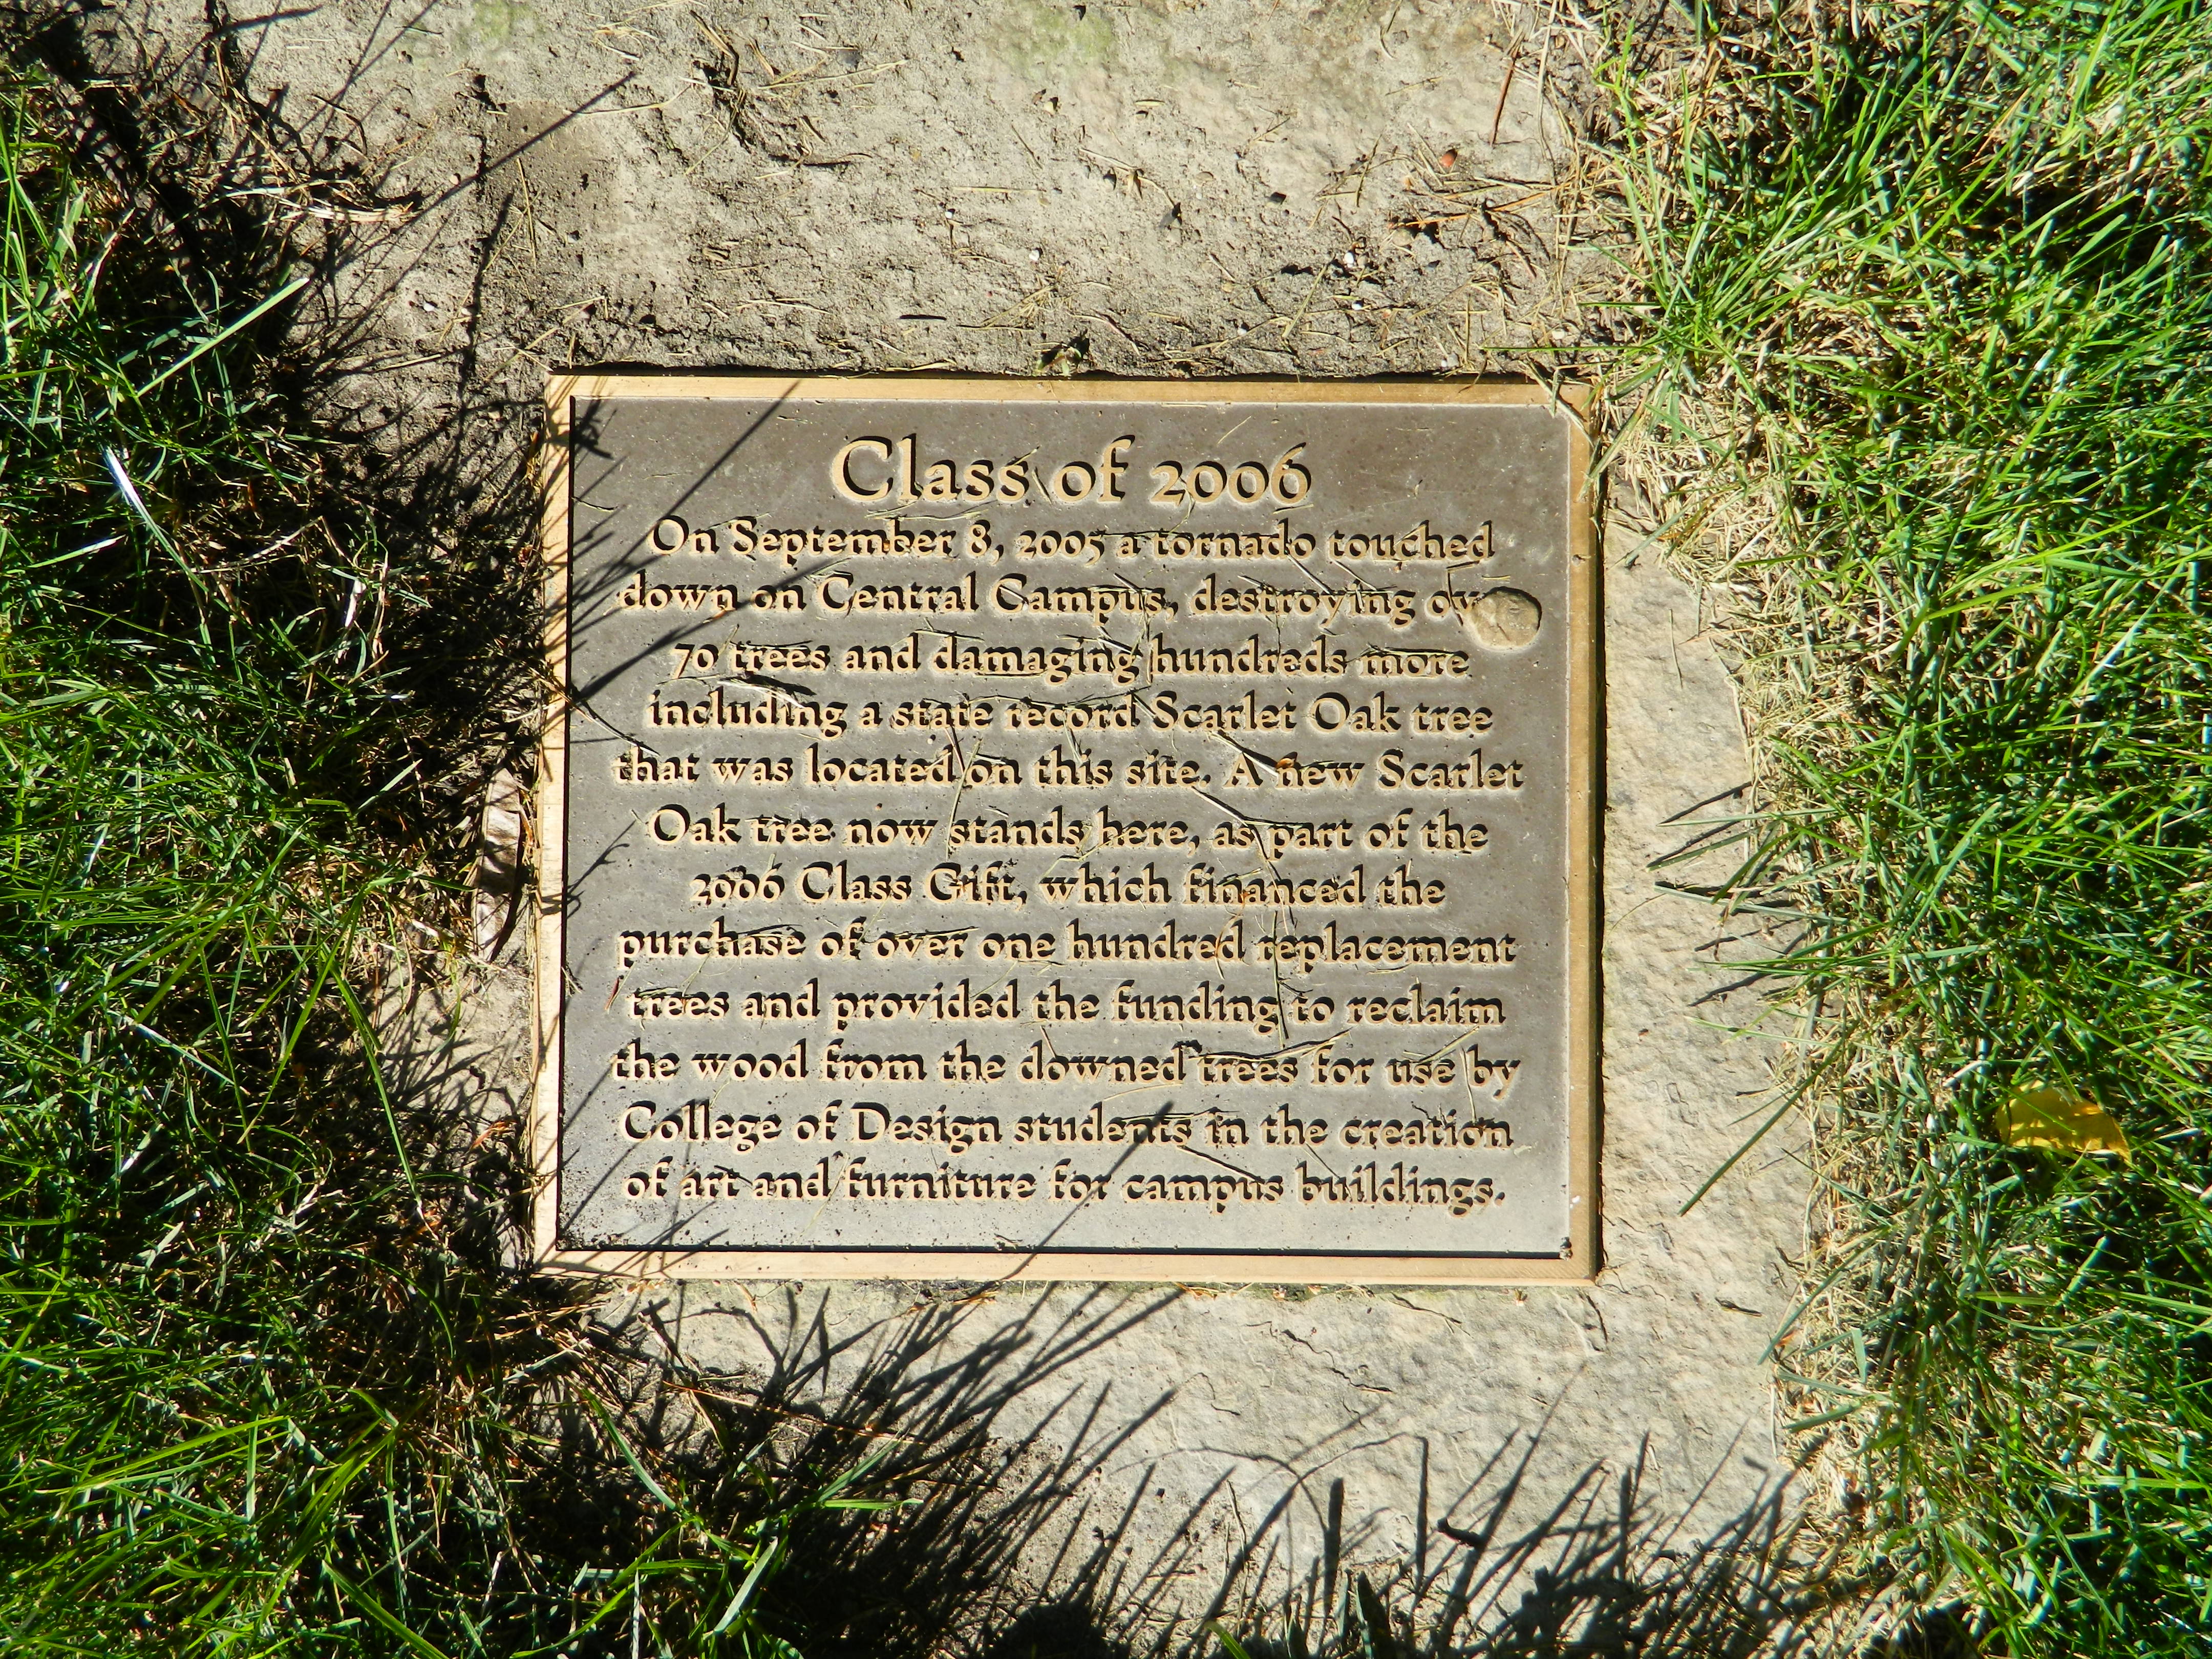 Class of 2006
On September 8, 2005 a tornado touched
down on Central Campus, destroying
70 trees and damaging hundreds more
including a state record Scarlet Oak tree
that was located on this site. A new Scarlet
Oak tree now stands here, as part of the
2006 Class Gift, which financed the
purchase of over one hundred replacement
trees and provided the funding to reclaim
the wood from the downed trees for use by
College of Design students in the creation
of art and furniture for campus buildings.